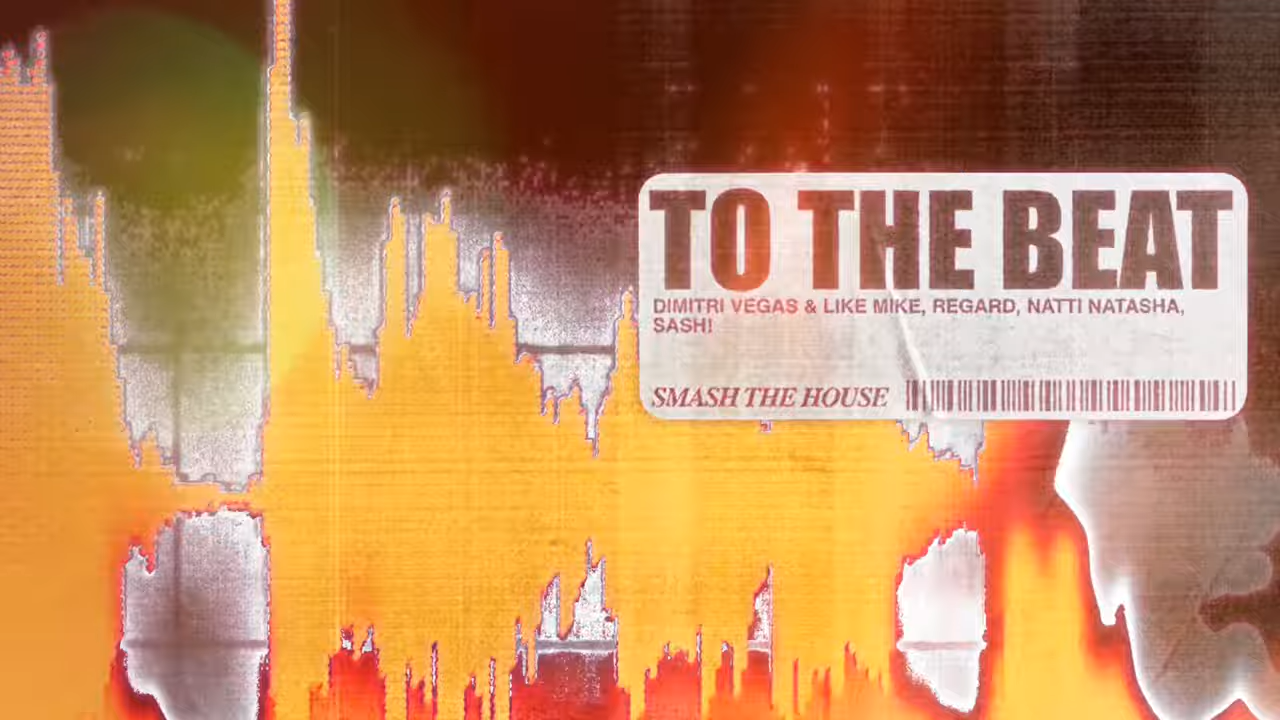 TO THE BEAT
DIMITRI VEGAS & LIKE MIKE, REGARD, NATTI NATASHA,
SASH!
SMASH THE HOUSE